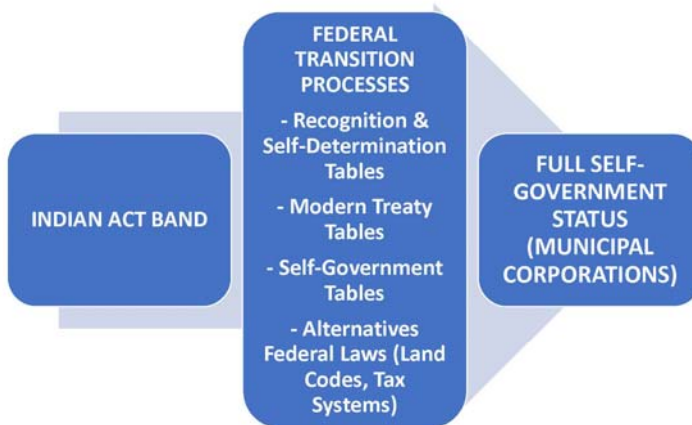 INDIAN ACT BAND
FEDERAL
TRANSITION
PROCESSES
- Recognition &
Self-Determination
Tables
- Modern Treaty
Tables
- Self-Government
Tables
- Alternatives
Federal Laws (Land
Codes, Tax
Systems)
FULL SELF-
GOVERNMENT
STATUS
(MUNICIPAL
CORPORATIONS)